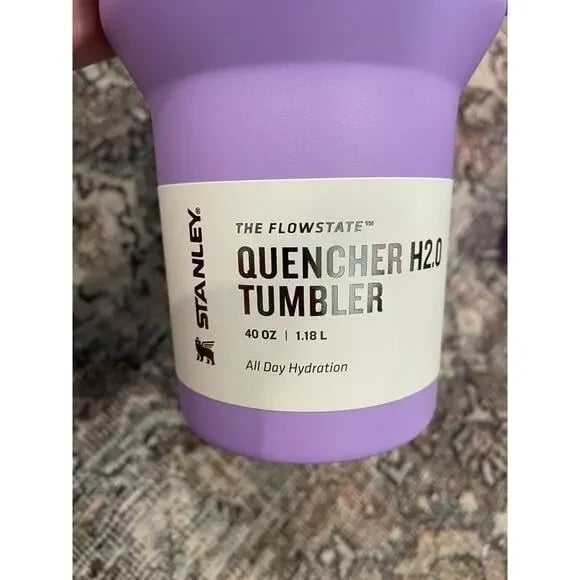 STANLEY®
THE FLOWSTATE™
QUENCHER H2.0
TUMBLER
40 OZ | 1.18 L
All Day Hydration